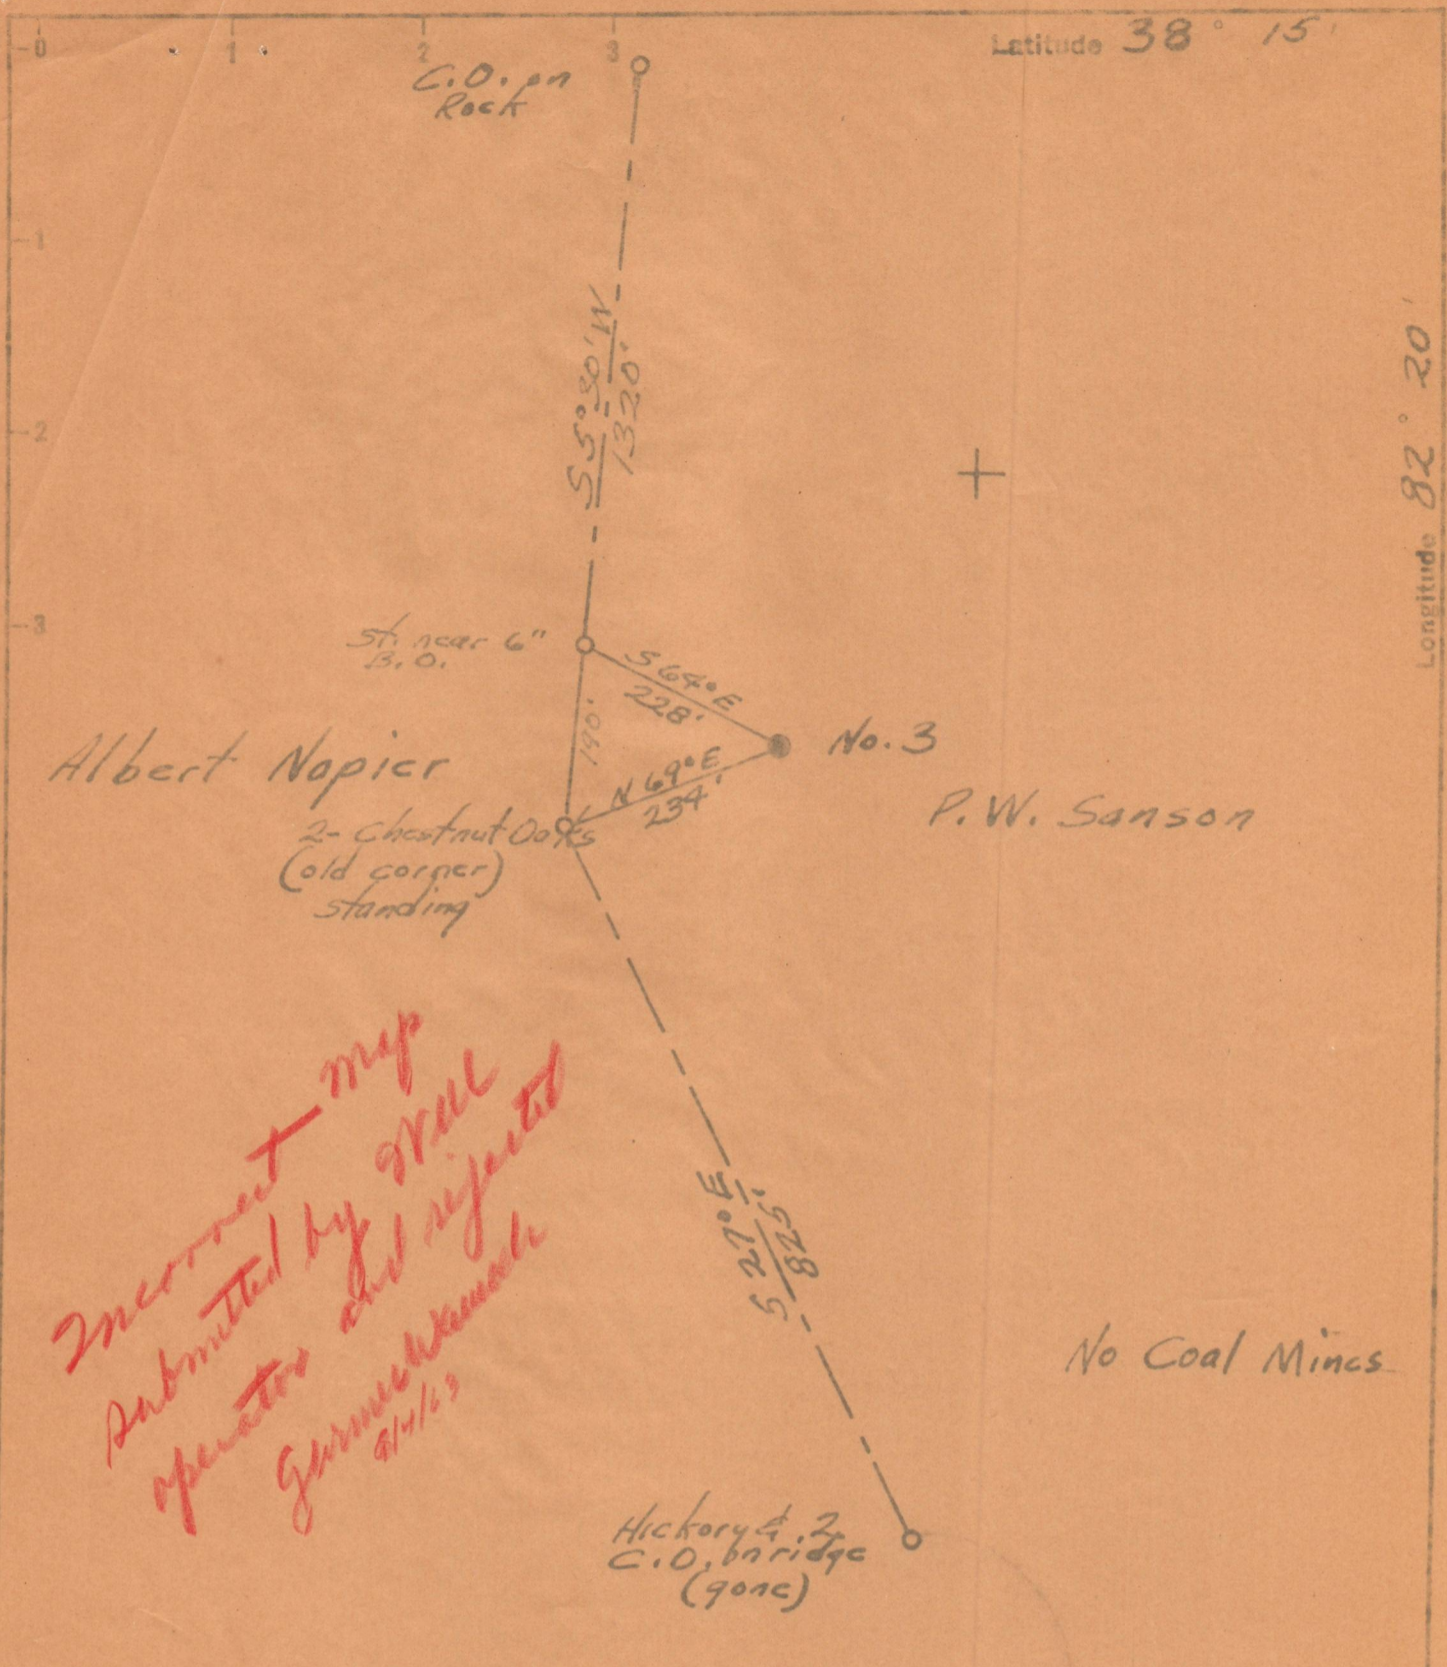 0 1 2 3 Latitude 38° 15'
C.O. on
Rock
-1
S 5° 30' W
1320'
-2
Longitude 82° 20'
-3
St. near 6"
B.O.
S 64° E
228'
190'
No. 3
Albert Napier
N 69° E
234'
P. W. Sanson
2- Chestnut Oaks
(old corner)
standing
Incorrect Map
submitted by Well
operator and rejected
S 27° E
825'
No Coal Mines
Hickory & 2
C.O. on ridge
(gone)